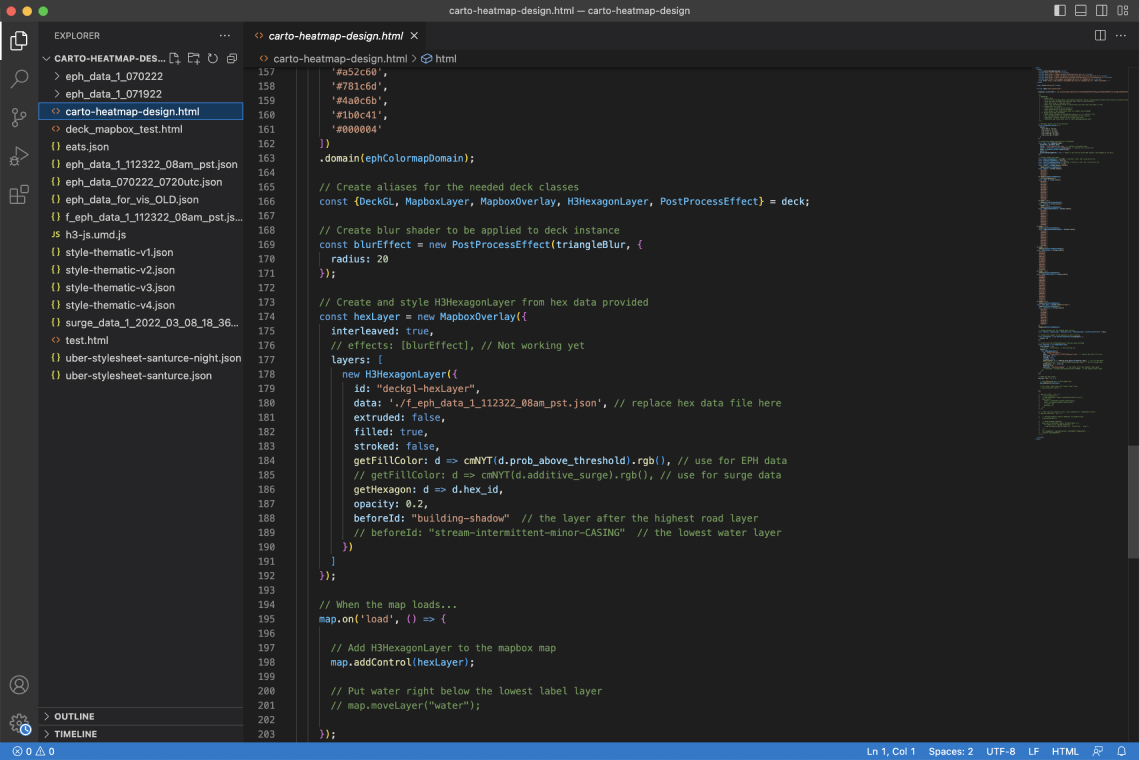 carto-heatmap-design.html — carto-heatmap-design
EXPLORER
CARTO-HEATMAP-DES...
eph_data_1_070222
eph_data_1_071922
carto-heatmap-design.html
deck_mapbox_test.html
eats.json
eph_data_1_112322_08am_pst.json
eph_data_070222_0720utc.json
eph_data_for_vis_OLD.json
f_eph_data_1_112322_08am_pst.js...
h3-js.umd.js
style-thematic-v1.json
style-thematic-v2.json
style-thematic-v3.json
style-thematic-v4.json
surge_data_1_2022_03_08_18_36...
test.html
uber-stylesheet-santurce-night.json
uber-stylesheet-santurce.json
OUTLINE
TIMELINE
carto-heatmap-design.html
carto-heatmap-design.html > html
157 '#a52c60',
158 '#781c6d',
159 '#4a0c6b',
160 '#1b0c41',
161 '#000004'
162 ])
163 .domain(ephColormapDomain);
164
165 // Create aliases for the needed deck classes
166 const {DeckGL, MapboxLayer, MapboxOverlay, H3HexagonLayer, PostProcessEffect} = deck;
167
168 // Create blur shader to be applied to deck instance
169 const blurEffect = new PostProcessEffect(triangleBlur, {
170 radius: 20
171 });
172
173 // Create and style H3HexagonLayer from hex data provided
174 const hexLayer = new MapboxOverlay({
175 interleaved: true,
176 // effects: [blurEffect], // Not working yet
177 layers: [
178 new H3HexagonLayer({
179 id: "deckgl-hexLayer",
180 data: './f_eph_data_1_112322_08am_pst.json', // replace hex data file here
181 extruded: false,
182 filled: true,
183 stroked: false,
184 getFillColor: d => cmNYT(d.prob_above_threshold).rgb(), // use for EPH data
185 // getFillColor: d => cmNYT(d.additive_surge).rgb(), // use for surge data
186 getHexagon: d => d.hex_id,
187 opacity: 0.2,
188 beforeId: "building-shadow" // the layer after the highest road layer
189 // beforeId: "stream-intermittent-minor-CASING" // the lowest water layer
190 })
191 ]
192 });
193
194 // When the map loads...
195 map.on('load', () => {
196
197 // Add H3HexagonLayer to the mapbox map
198 map.addControl(hexLayer);
199
200 // Put water right below the lowest label layer
201 // map.moveLayer("water");
202
203 });
0 0
Ln 1, Col 1 Spaces: 2 UTF-8 LF HTML